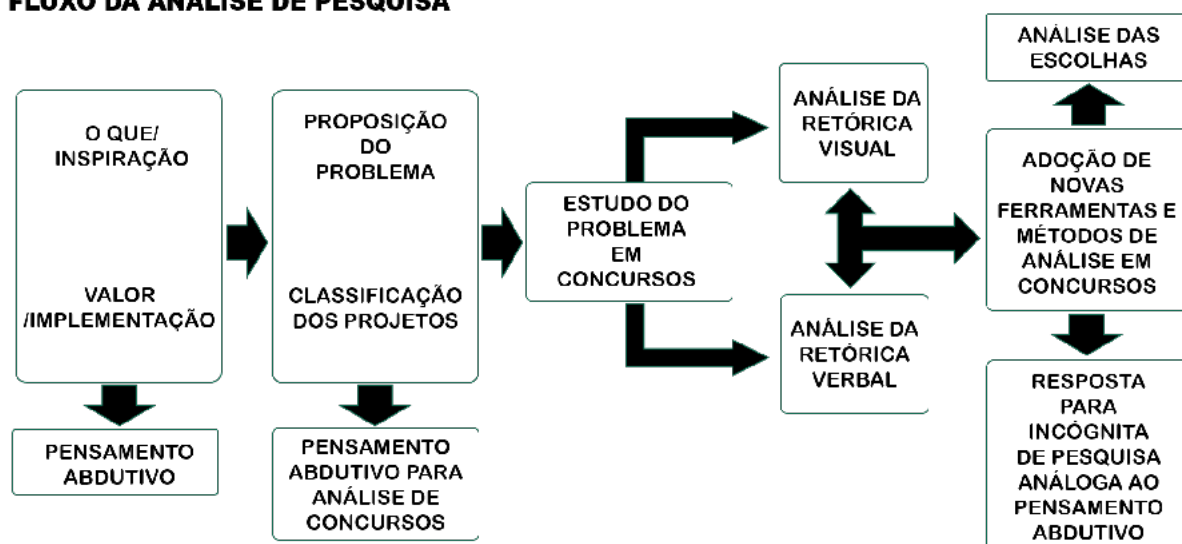 FLUXO DA ANÁLISE DE PESQUISA
O QUE/
INSPIRAÇÃO
VALOR
/IMPLEMENTAÇÃO
PENSAMENTO
ABDUTIVO
PROPOSIÇÃO
DO
PROBLEMA
CLASSIFICAÇÃO
DOS PROJETOS
PENSAMENTO
ABDUTIVO PARA
ANÁLISE DE
CONCURSOS
ESTUDO DO
PROBLEMA
EM
CONCURSOS
ANÁLISE DA
RETÓRICA
VISUAL
ANÁLISE DA
RETÓRICA
VERBAL
ANÁLISE DAS
ESCOLHAS
ADOÇÃO DE
NOVAS
FERRAMENTAS E
MÉTODOS DE
ANÁLISE EM
CONCURSOS
RESPOSTA
PARA
INCÓGNITA
DE PESQUISA
ANÁLOGA AO
PENSAMENTO
ABDUTIVO